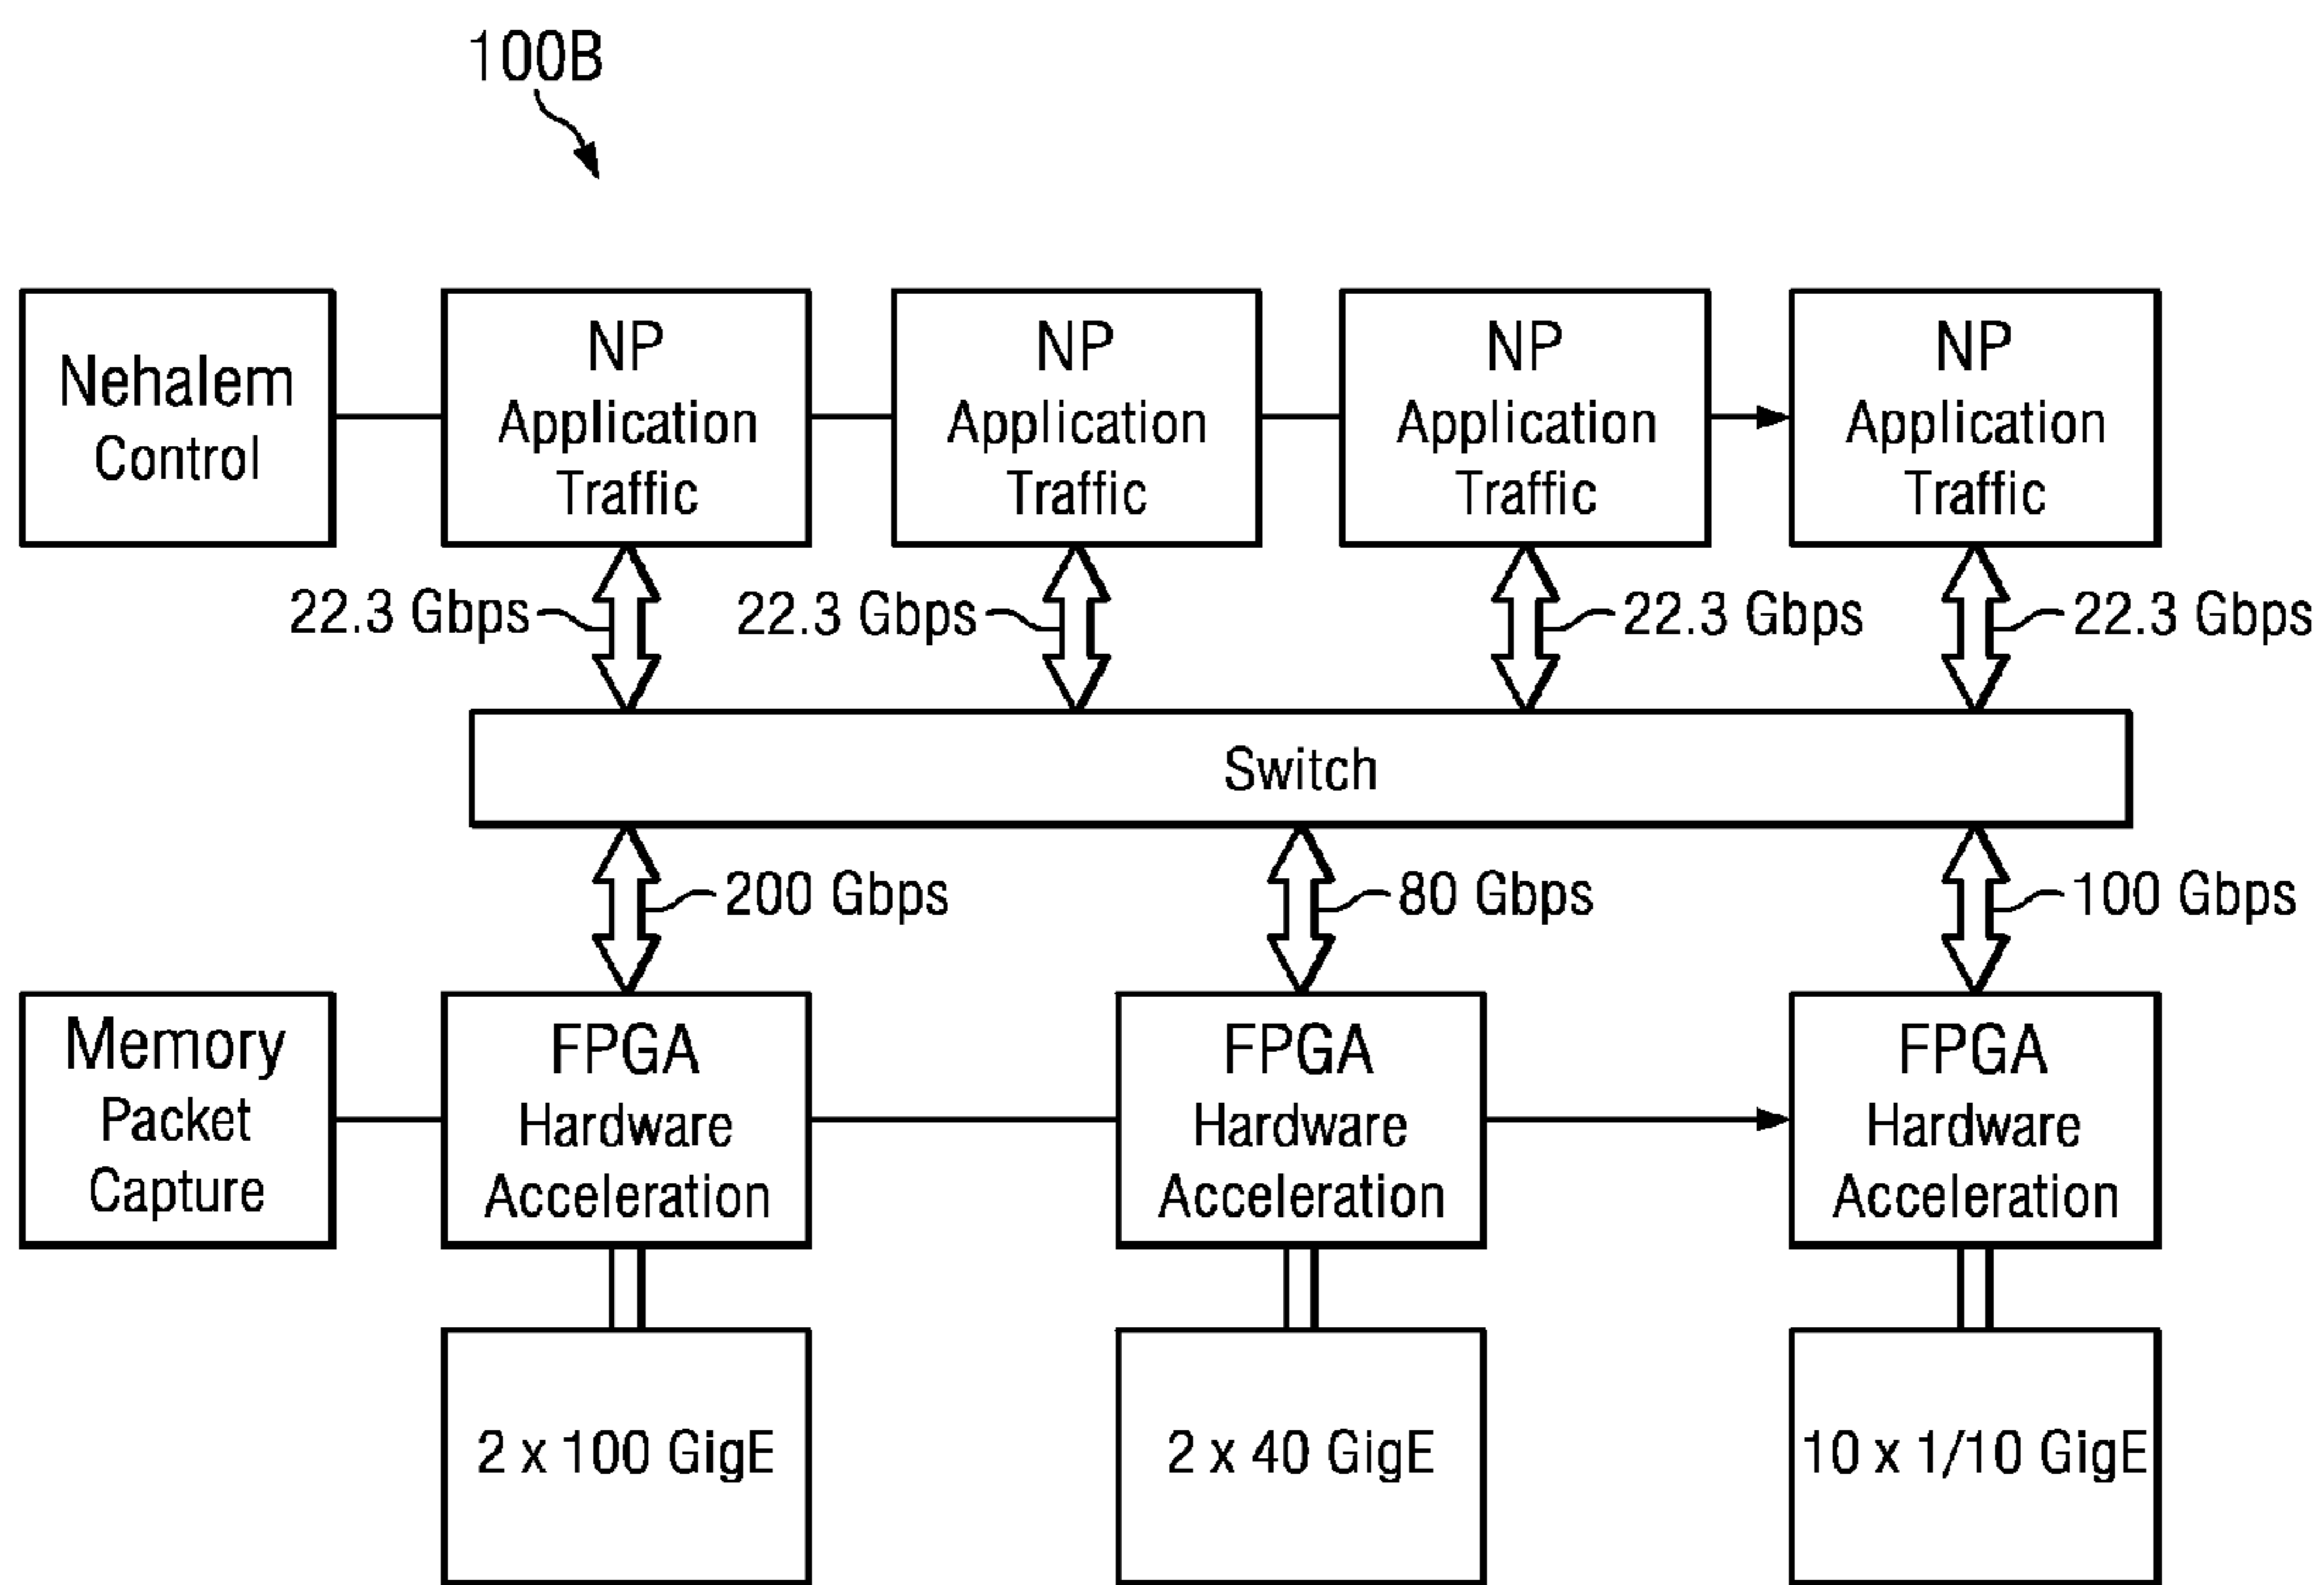 100B
Nehalem
Control
NP
Application
Traffic
NP
Application
Traffic
NP
Application
Traffic
NP
Application
Traffic
22.3 Gbps
22.3 Gbps
22.3 Gbps
22.3 Gbps
Switch
200 Gbps
80 Gbps
100 Gbps
Memory
Packet
Capture
FPGA
Hardware
Acceleration
FPGA
Hardware
Acceleration
FPGA
Hardware
Acceleration
2 x 100 GigE
2 x 40 GigE
10 x 1/10 GigE